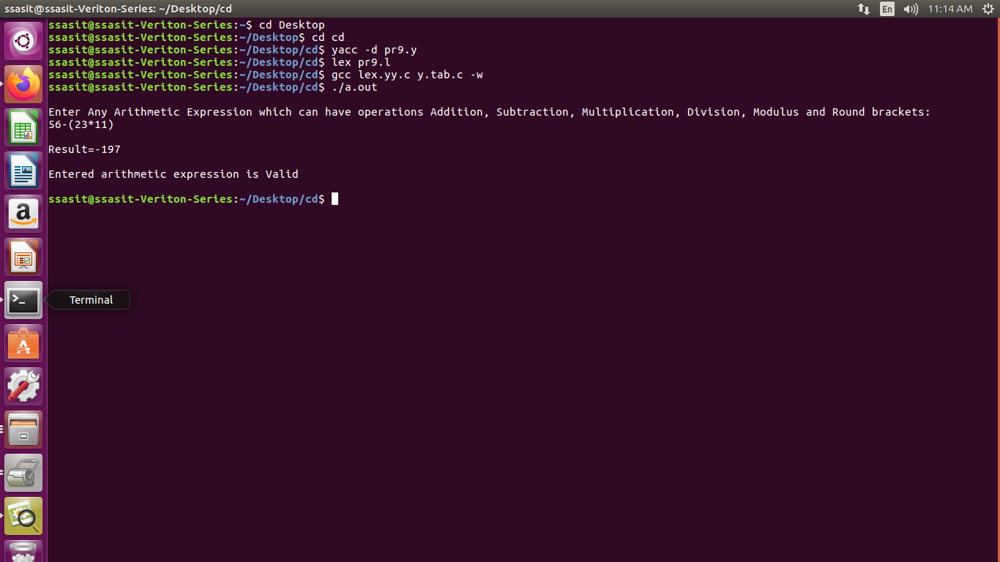 ssasit@ssasit-Veriton-Series: ~/Desktop/cd
En
11:14 AM
ssasit@ssasit-Veriton-Series:~$ cd Desktop
ssasit@ssasit-Veriton-Series:~/Desktop$ cd cd
ssasit@ssasit-Veriton-Series:~/Desktop/cd$ yacc -d pr9.y
ssasit@ssasit-Veriton-Series:~/Desktop/cd$ lex pr9.l
ssasit@ssasit-Veriton-Series:~/Desktop/cd$ gcc lex.yy.c y.tab.c -w
ssasit@ssasit-Veriton-Series:~/Desktop/cd$ ./a.out
Enter Any Arithmetic Expression which can have operations Addition, Subtraction, Multiplication, Division, Modulus and Round brackets:
56-(23*11)
Result=-197
Entered arithmetic expression is Valid
ssasit@ssasit-Veriton-Series:~/Desktop/cd$
a
>_
Terminal
A